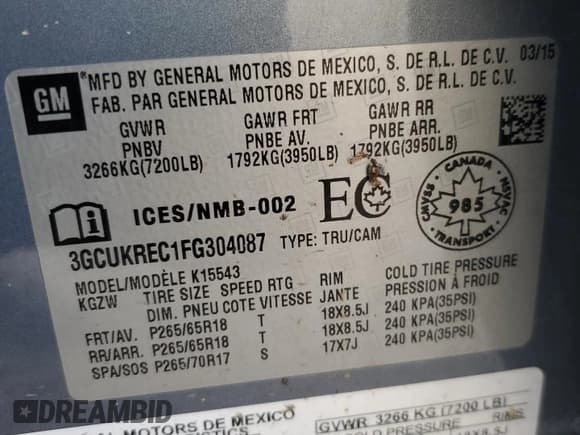 GM
MFD BY GENERAL MOTORS DE MEXICO, S. DE R.L. DE C.V. 03/15
FAB. PAR GENERAL MOTORS DE MEXICO, S. DE R.L. DE C.V.
GVWR GAWR FRT GAWR RR
PNBV PNBE AV. PNBE ARR.
3266KG(7200LB) 1792KG(3950LB) 1792KG(3950LB)
ICES/NMB-002 EC
CANADA
CMVSS 985 NSVAC
TRANSPORT
3GCUKREC1FG304087 TYPE: TRU/CAM
MODEL/MODÈLE K15543
KGZW TIRE SIZE SPEED RTG RIM COLD TIRE PRESSURE
DIM. PNEU COTE VITESSE JANTE PRESSION À FROID
FRT/AV. P265/65R18 T 18X8.5J 240 KPA(35PSI)
RR/ARR. P265/65R18 T 18X8.5J 240 KPA(35PSI)
SPA/SOS P265/70R17 S 17X7J 240 KPA(35PSI)
MOTORS DE MEXICO GVWR 3266 KG (7200 LB)
PRESSURE RIMS
DREAMBID